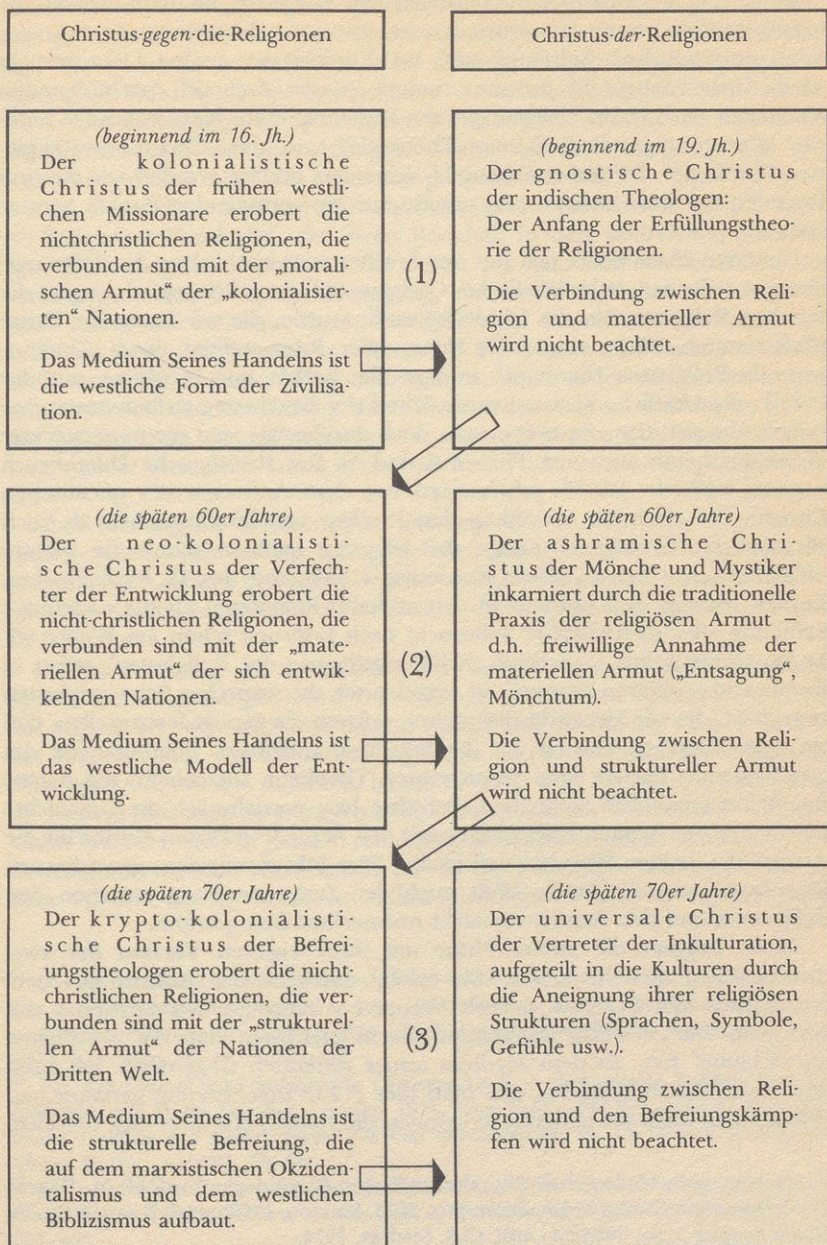 Christus-gegen-die-Religionen
Christus-der-Religionen
(beginnend im 16. Jh.)
Der kolonialistische
Christus der frühen westli-
chen Missionare erobert die
nichtchristlichen Religionen, die
verbunden sind mit der „morali-
schen Armut“ der „kolonialisier-
ten“ Nationen.
Das Medium Seines Handelns ist
die westliche Form der Zivilisa-
tion.
(1)
(beginnend im 19. Jh.)
Der gnostische Christus
der indischen Theologen:
Der Anfang der Erfüllungstheo-
rie der Religionen.
Die Verbindung zwischen Reli-
gion und materieller Armut
wird nicht beachtet.
(die späten 60er Jahre)
Der neo-kolonialisti-
sche Christus der Verfech-
ter der Entwicklung erobert die
nicht-christlichen Religionen, die
verbunden sind mit der „mate-
riellen Armut“ der sich entwik-
kelnden Nationen.
Das Medium Seines Handelns ist
das westliche Modell der Ent-
wicklung.
(2)
(die späten 60er Jahre)
Der ashramische Chri-
stus der Mönche und Mystiker
inkarniert durch die traditionelle
Praxis der religiösen Armut –
d.h. freiwillige Annahme der
materiellen Armut („Entsagung“,
Mönchtum).
Die Verbindung zwischen Reli-
gion und struktureller Armut
wird nicht beachtet.
(die späten 70er Jahre)
Der krypto-kolonialisti-
sche Christus der Befrei-
ungstheologen erobert die nicht-
christlichen Religionen, die ver-
bunden sind mit der „strukturel-
len Armut“ der Nationen der
Dritten Welt.
Das Medium Seines Handelns ist
die strukturelle Befreiung, die
auf dem marxistischen Okziden-
talismus und dem westlichen
Biblizismus aufbaut.
(3)
(die späten 70er Jahre)
Der universale Christus
der Vertreter der Inkulturation,
aufgeteilt in die Kulturen durch
die Aneignung ihrer religiösen
Strukturen (Sprachen, Symbole,
Gefühle usw.).
Die Verbindung zwischen Reli-
gion und den Befreiungskämp-
fen wird nicht beachtet.